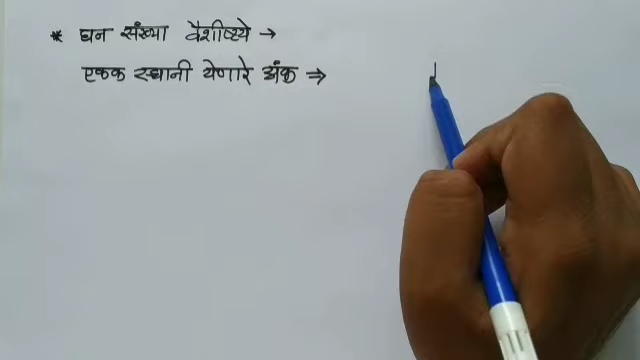 * घन संख्या वैशीष्ट्ये →
एकक स्थानी येणारे अंक ⇒